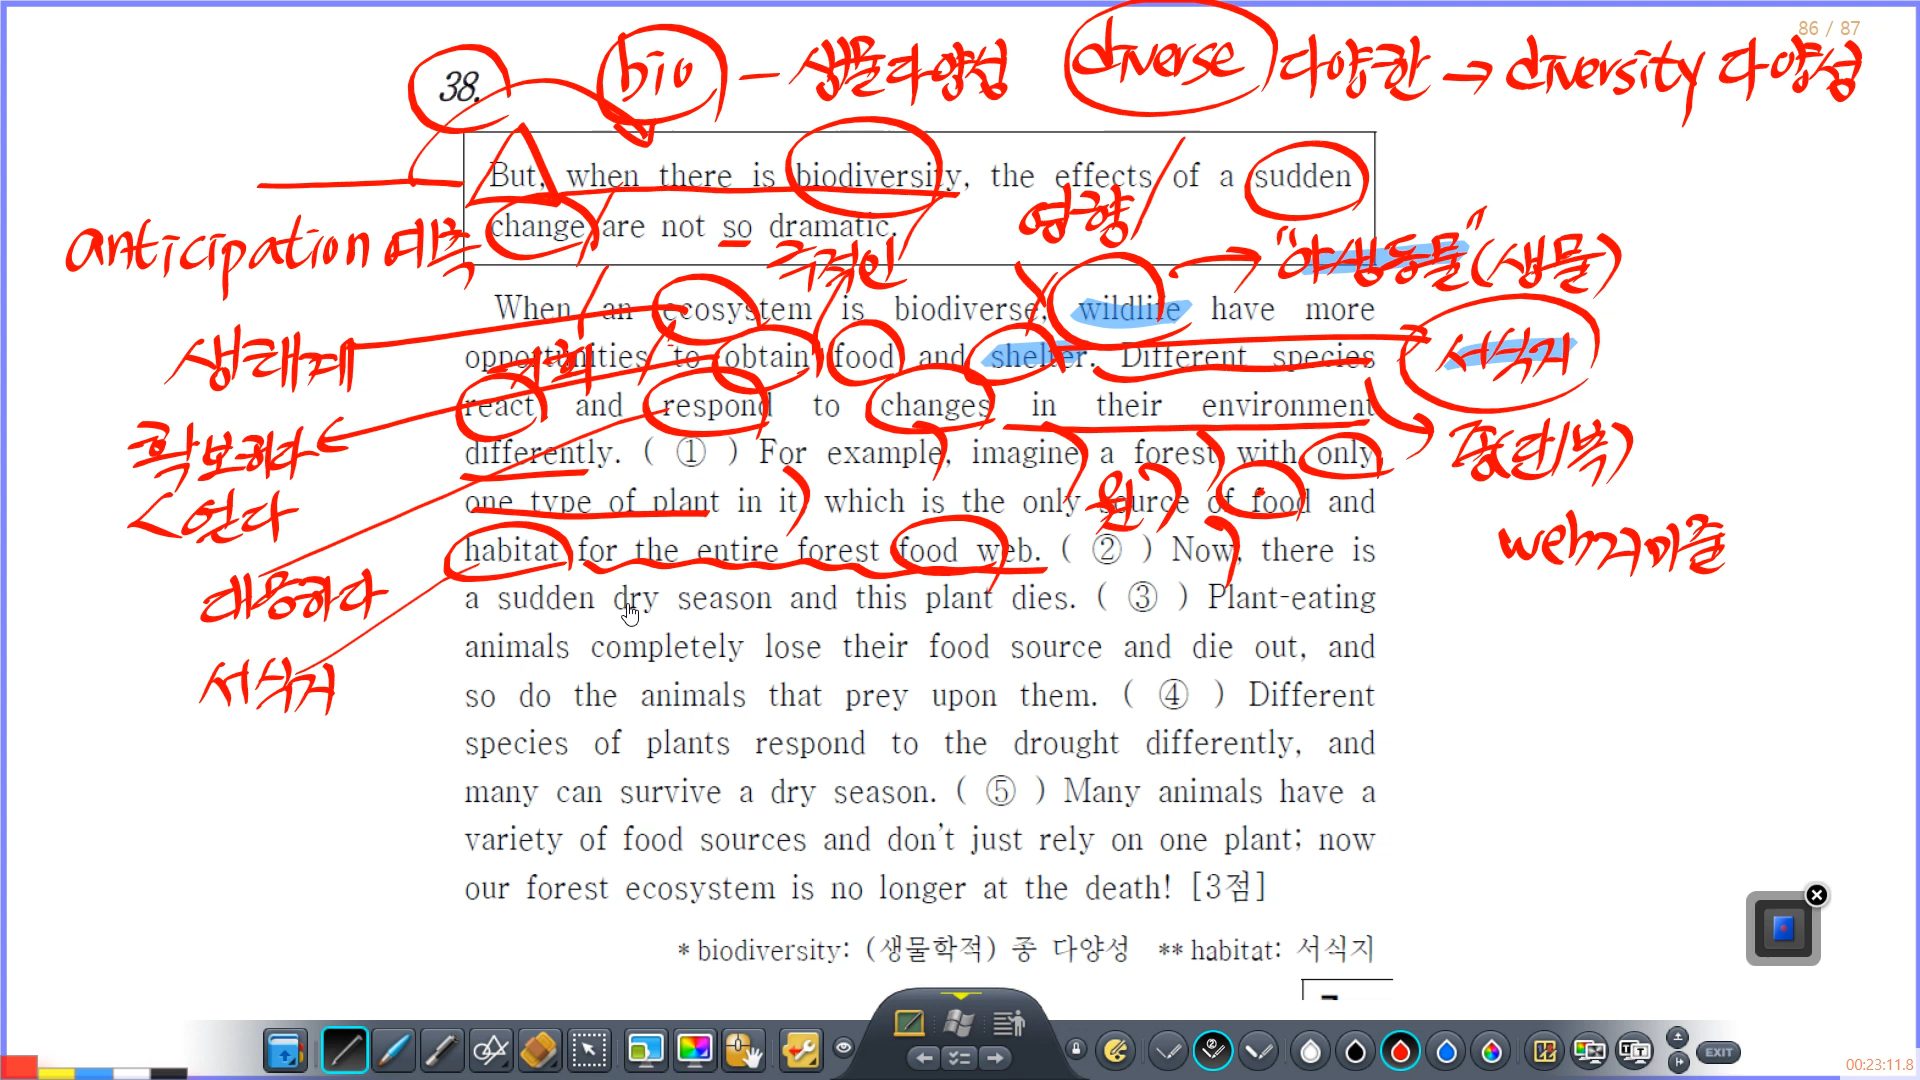 86 / 87
38.
bio – 생물다양성 diverse 다양한 → diversity 다양성
But, when there is biodiversity, the effects of a sudden
change are not so dramatic.
영향
anticipation 예측
극적인
"야생동물" (생물)
When an ecosystem is biodiverse, wildlife have more
opportunities to obtain food and shelter. Different species
생태계
기회
서식지
react and respond to changes in their environment
확보하다
differently. ( ① ) For example, imagine a forest with only
one type of plant in it, which is the only source of food and
<얻다
원
habitat for the entire forest food web. ( ② ) Now, there is
web거미줄
a sudden dry season and this plant dies. ( ③ ) Plant-eating
대응하다
animals completely lose their food source and die out, and
서식지
so do the animals that prey upon them. ( ④ ) Different
species of plants respond to the drought differently, and
many can survive a dry season. ( ⑤ ) Many animals have a
variety of food sources and don't just rely on one plant; now
our forest ecosystem is no longer at the death! [3점]
* biodiversity: (생물학적) 종 다양성 ** habitat: 서식지
EXIT
00:23:11.8